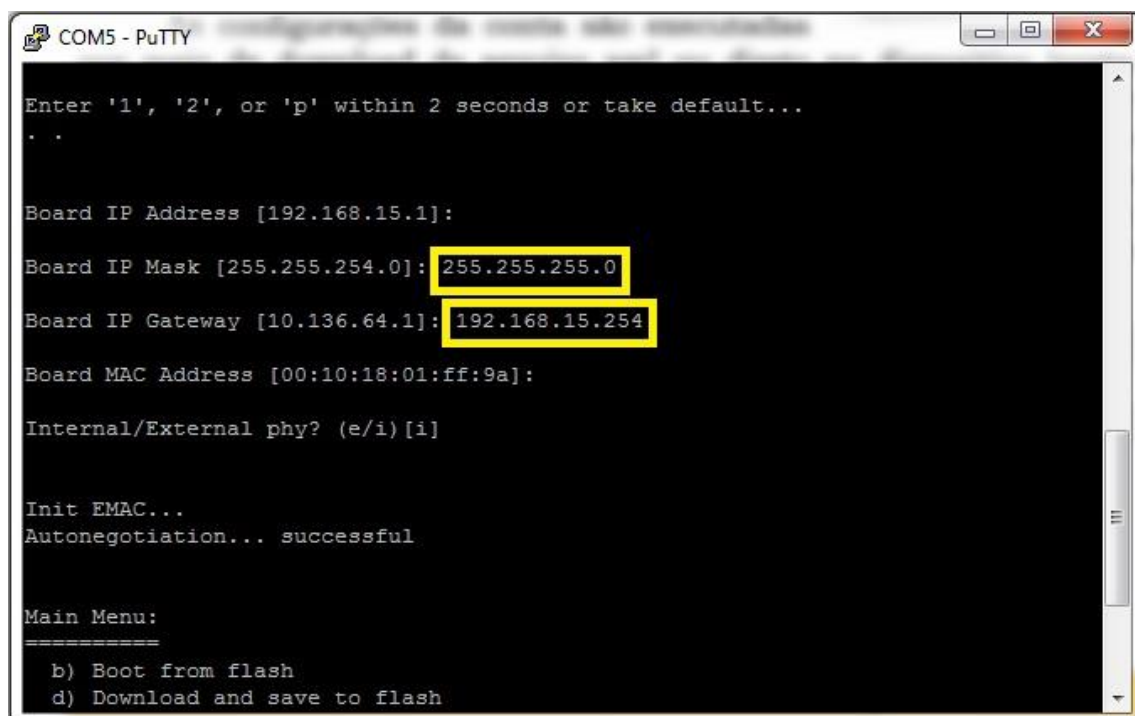 COM5 - PuTTY
Enter '1', '2', or 'p' within 2 seconds or take default...
. .
Board IP Address [192.168.15.1]:
Board IP Mask [255.255.254.0]: 255.255.255.0
Board IP Gateway [10.136.64.1]: 192.168.15.254
Board MAC Address [00:10:18:01:ff:9a]:
Internal/External phy? (e/i)[i]
Init EMAC...
Autonegotiation... successful
Main Menu:
==========
b) Boot from flash
d) Download and save to flash